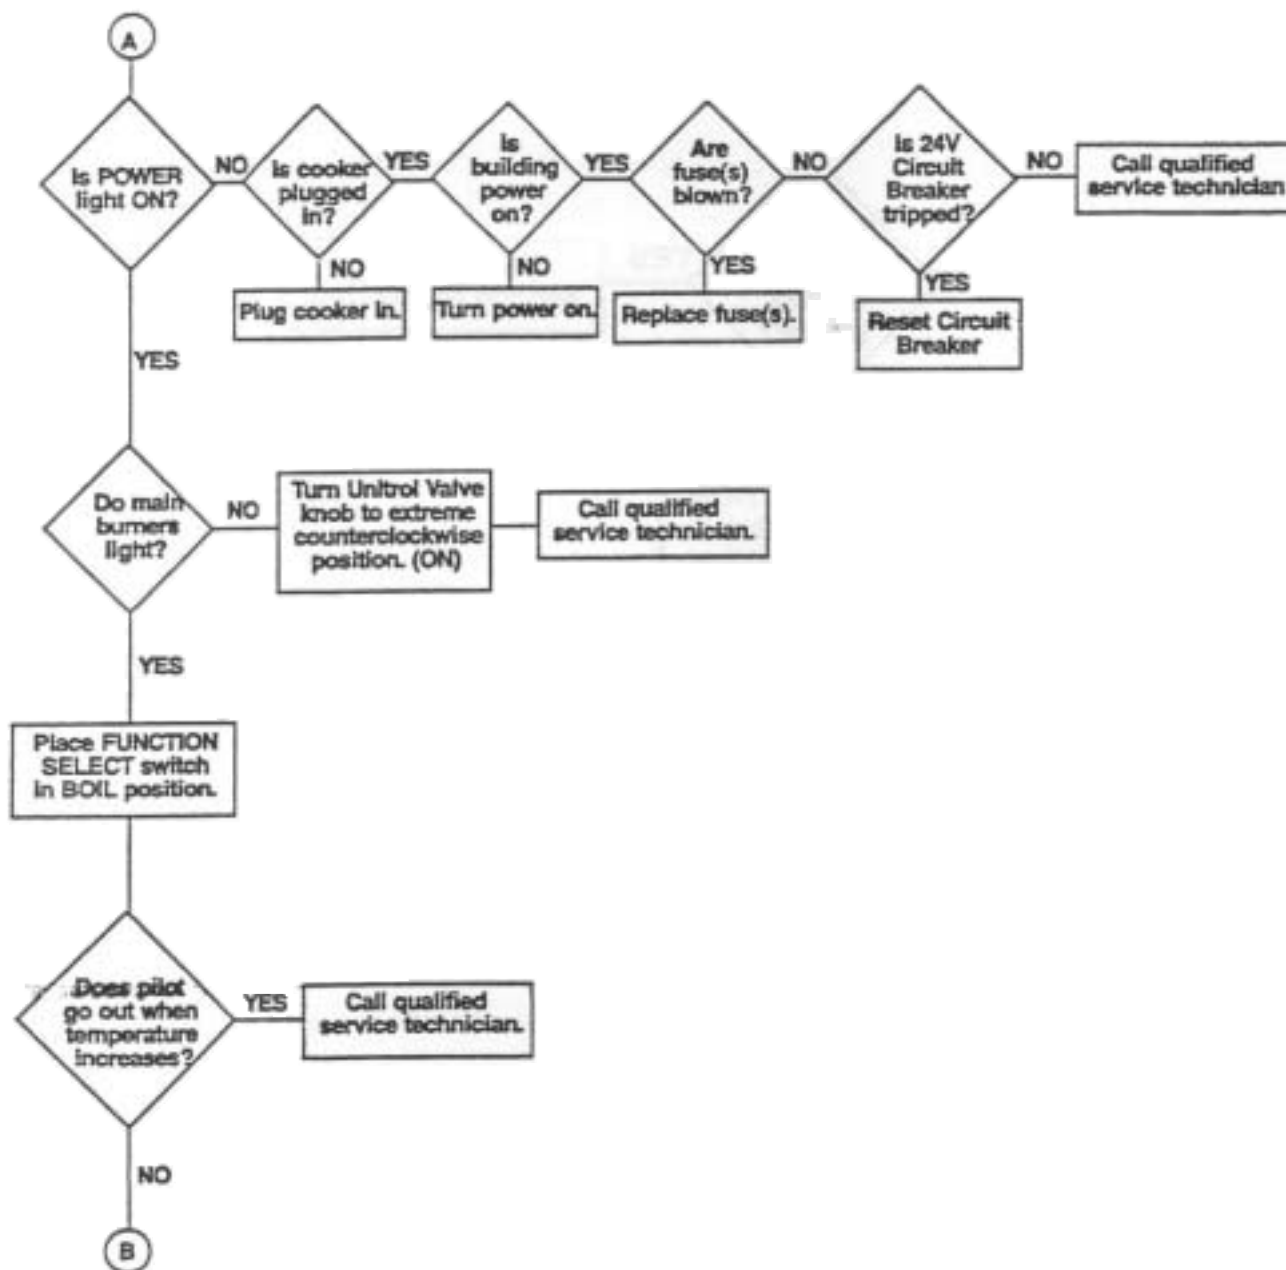 A
Is POWER
light ON?
NO
Is cooker
plugged
in?
YES
Is
building
power
on?
YES
Are
fuse(s)
blown?
NO
Is 24V
Circuit
Breaker
tripped?
NO
Call qualified
service technician
NO
Plug cooker in.
NO
Turn power on.
YES
Replace fuse(s).
YES
Reset Circuit
Breaker
YES
Do main
burners
light?
NO
Turn Unitrol Valve
knob to extreme
counterclockwise
position. (ON)
Call qualified
service technician.
YES
Place FUNCTION
SELECT switch
in BOIL position.
Does pilot
go out when
temperature
increases?
YES
Call qualified
service technician.
NO
B